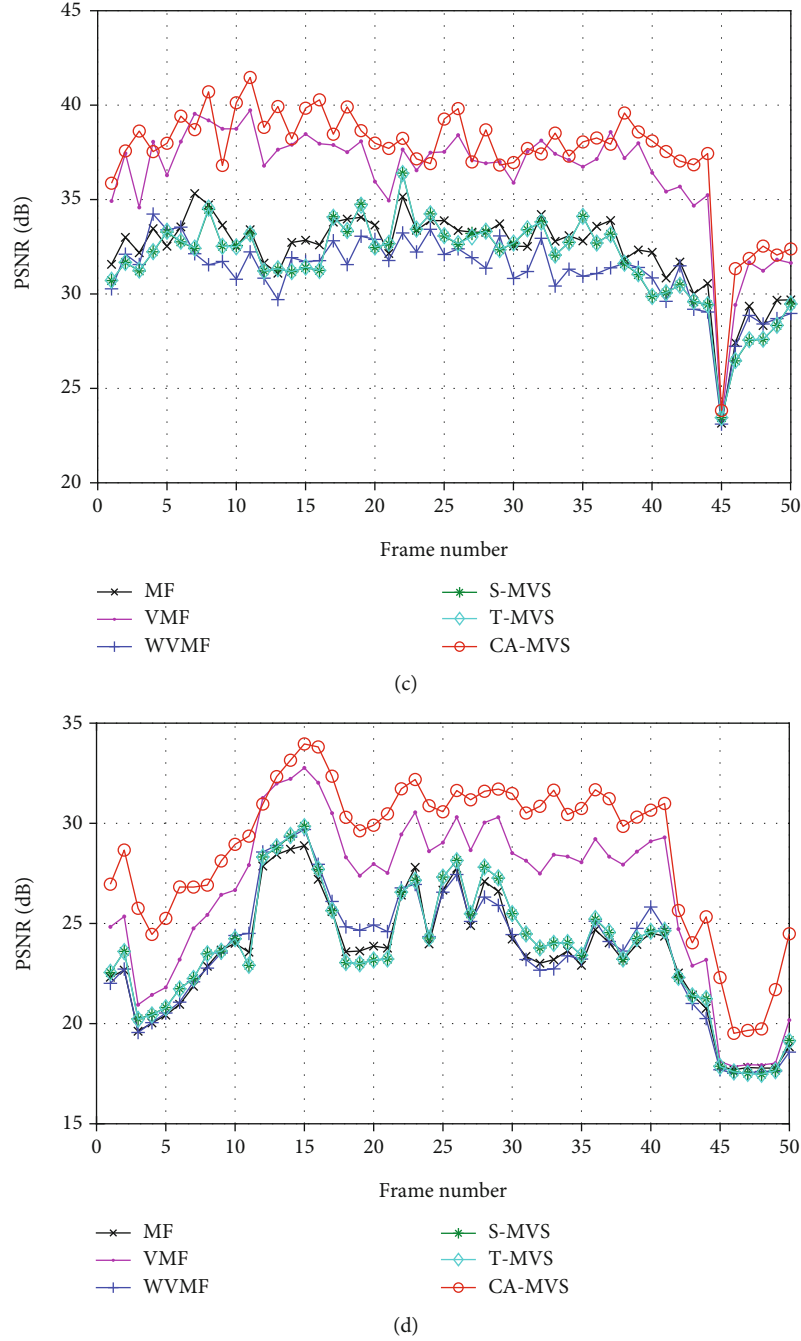 45
40
35
30
25
20
PSNR (dB)
0 5 10 15 20 25 30 35 40 45 50
Frame number
MF
VMF
WVMF
S-MVS
T-MVS
CA-MVS
(c)
35
30
25
20
15
PSNR (dB)
0 5 10 15 20 25 30 35 40 45 50
Frame number
MF
VMF
WVMF
S-MVS
T-MVS
CA-MVS
(d)